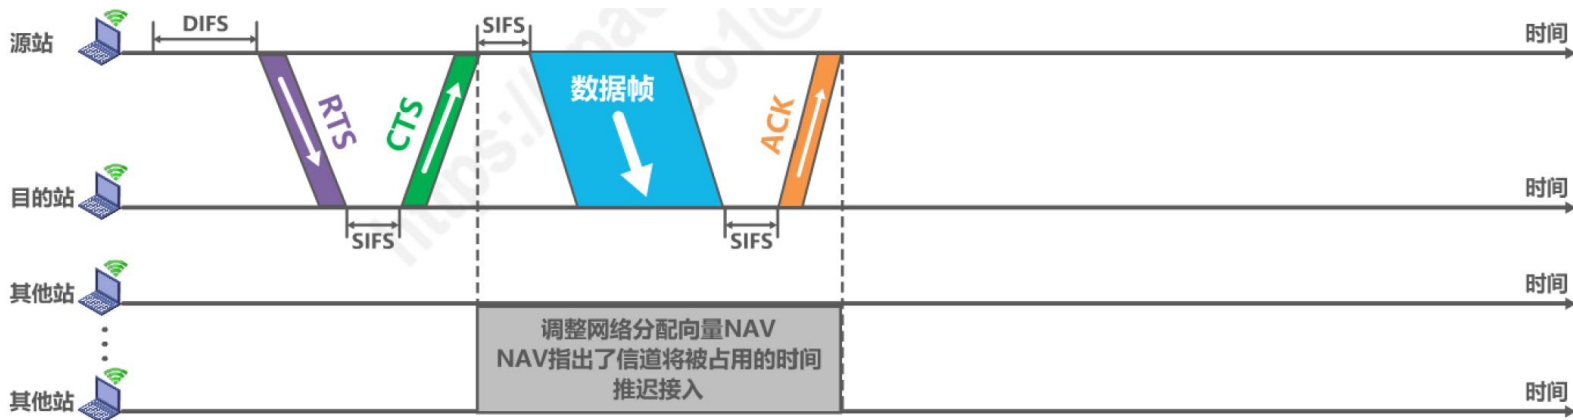 源站
DIFS
SIFS
时间
RTS
CTS
数据帧
ACK
目的站
时间
SIFS
SIFS
其他站
时间
调整网络分配向量NAV
NAV指出了信道将被占用的时间
推迟接入
其他站
时间
https://